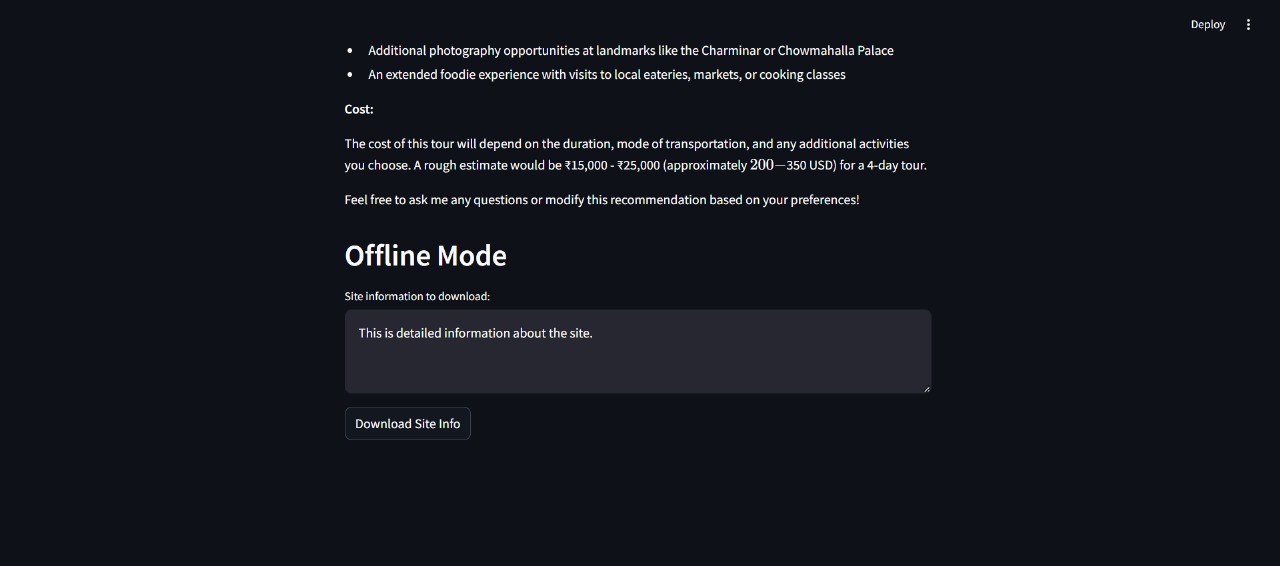 Deploy
• Additional photography opportunities at landmarks like the Charminar or Chowmahalla Palace
• An extended foodie experience with visits to local eateries, markets, or cooking classes
Cost:
The cost of this tour will depend on the duration, mode of transportation, and any additional activities
you choose. A rough estimate would be ₹15,000 - ₹25,000 (approximately 200−350 USD) for a 4-day tour.
Feel free to ask me any questions or modify this recommendation based on your preferences!
Offline Mode
Site information to download:
This is detailed information about the site.
Download Site Info